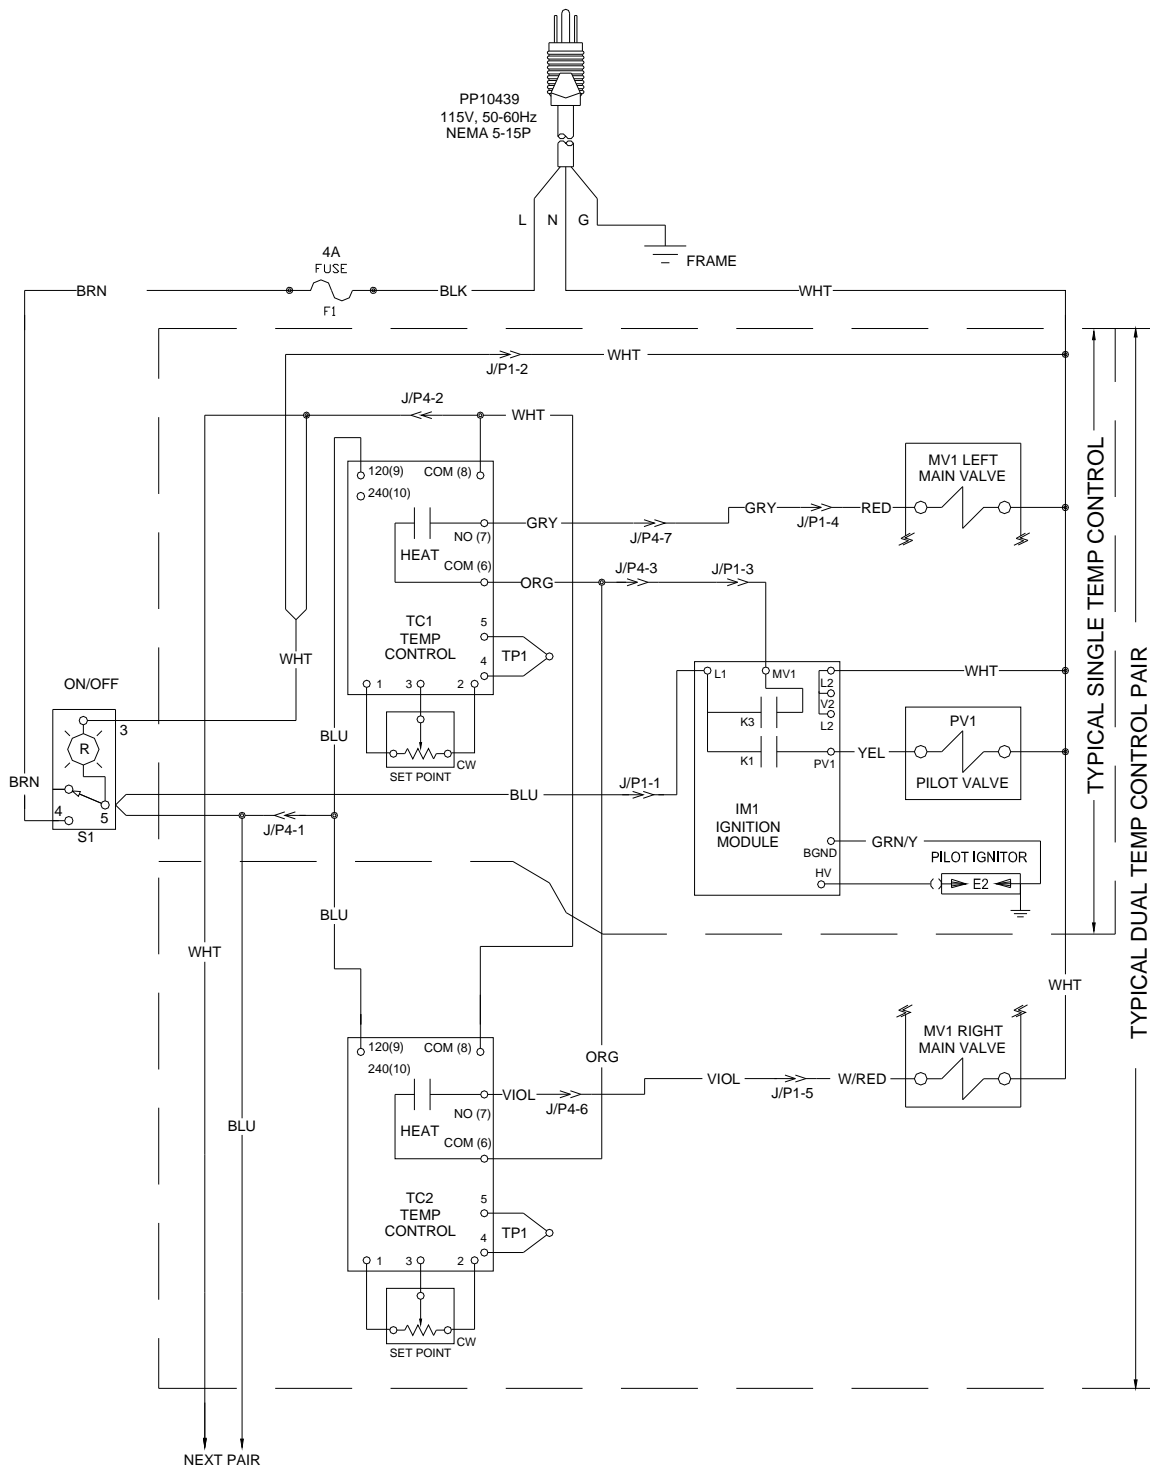 PP10439
115V, 50-60Hz
NEMA 5-15P
L
N
G
FRAME
4A
FUSE
F1
BRN
BLK
WHT
J/P1-2
WHT
J/P4-2
WHT
120(9)
COM (8)
240(10)
NO (7)
HEAT
COM (6)
GRY
J/P4-7
GRY
J/P1-4
RED
MV1 LEFT
MAIN VALVE
ORG
J/P4-3
J/P1-3
TC1
TEMP
CONTROL
5
4
TP1
1
3
2
SET POINT
CW
WHT
ON/OFF
3
R
BRN
4
5
S1
BLU
BLU
J/P1-1
J/P4-1
L1
MV1
L2
V2
L2
K3
K1
PV1
WHT
YEL
PV1
PILOT VALVE
IM1
IGNITION
MODULE
BGND
GRN/Y
HV
PILOT IGNITOR
E2
TYPICAL SINGLE TEMP CONTROL
TYPICAL DUAL TEMP CONTROL PAIR
BLU
WHT
WHT
120(9)
COM (8)
240(10)
NO (7)
HEAT
COM (6)
VIOL
J/P4-6
ORG
VIOL
J/P1-5
W/RED
MV1 RIGHT
MAIN VALVE
BLU
TC2
TEMP
CONTROL
5
4
TP1
1
3
2
SET POINT
CW
NEXT PAIR